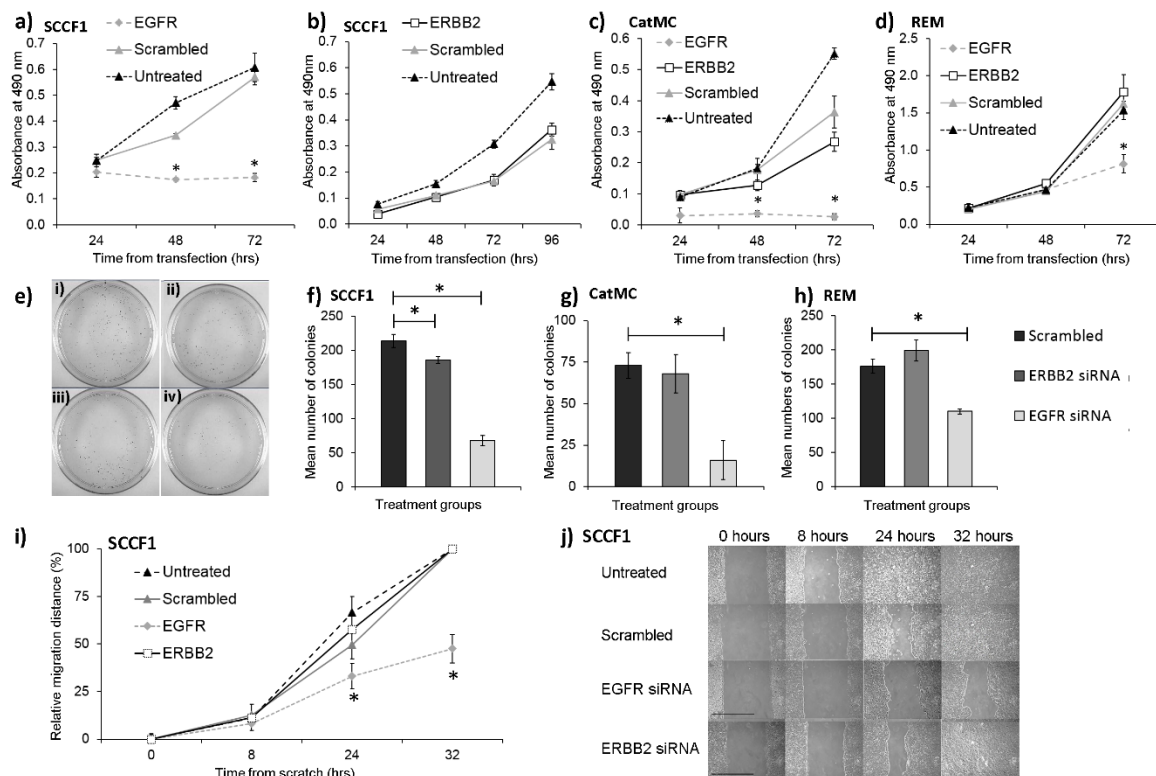 a) SCCF1
EGFR
Scrambled
Untreated
Absorbance at 490 nm
0.7
0.6
0.5
0.4
0.3
0.2
0.1
0.0
24 48 72
Time from transfection (hrs)
*
*
b) SCCF1
ERBB2
Scrambled
Untreated
Absorbance at 490nm
0.7
0.6
0.5
0.4
0.3
0.2
0.1
0.0
24 48 72 96
Time from transfection (hrs)
c) CatMC
EGFR
ERBB2
Scrambled
Untreated
Absorbance at 490 nm
0.6
0.5
0.4
0.3
0.2
0.1
0.0
24 48 72
Time from transfection (hrs)
*
*
d) REM
EGFR
ERBB2
Scrambled
Untreated
Absorbance at 490 nm
2.5
2.0
1.5
1.0
0.5
0.0
24 48 72
Time from transfection (hrs)
*
e)
i) ii)
iii) iv)
f) SCCF1
Mean number of colonies
250
200
150
100
50
0
Treatment groups
*
*
g) CatMC
Mean number of colonies
100
75
50
25
0
Treatment groups
*
h) REM
Mean numbers of colonies
250
200
150
100
50
0
Treatment groups
*
Scrambled
ERBB2 siRNA
EGFR siRNA
i) SCCF1
Untreated
Scrambled
EGFR
ERBB2
Relative migration distance (%)
100
75
50
25
0
0 8 24 32
Time from scratch (hrs)
*
*
j) SCCF1
0 hours 8 hours 24 hours 32 hours
Untreated
Scrambled
EGFR siRNA
ERBB2 siRNA